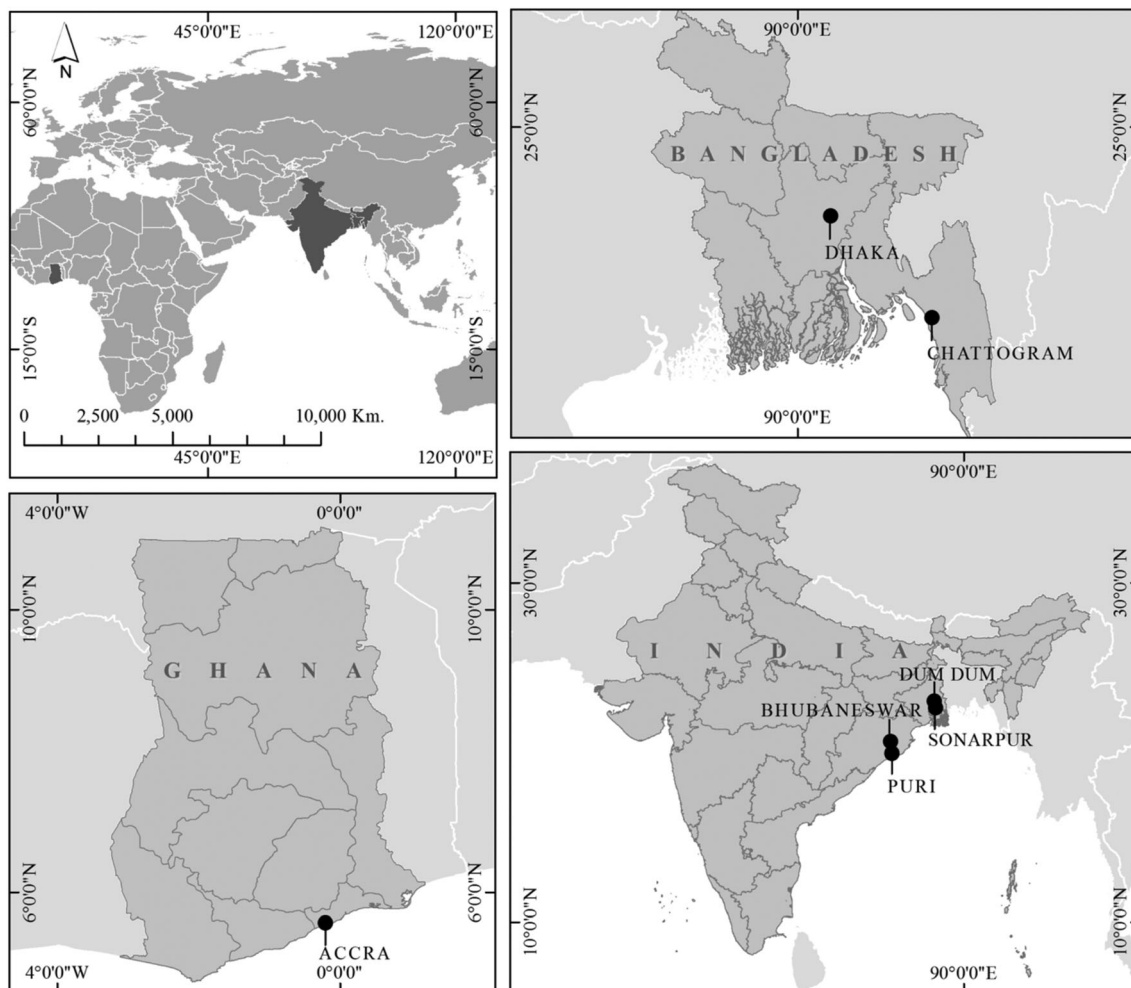 45°0'0"E 120°0'0"E
N
60°0'0"N 60°0'0"N
15°0'0"S 15°0'0"S
0 2,500 5,000 10,000 Km.
45°0'0"E 120°0'0"E
90°0'0"E
25°0'0"N 25°0'0"N
BANGLADESH
DHAKA
CHATTOGRAM
90°0'0"E
4°0'0"W 0°0'0"
10°0'0"N 10°0'0"N
GHANA
6°0'0"N 6°0'0"N
ACCRA
4°0'0"W 0°0'0"
90°0'0"E
30°0'0"N 30°0'0"N
INDIA
DUM DUM
BHUBANESWAR
SONARPUR
PURI
10°0'0"N 10°0'0"N
90°0'0"E